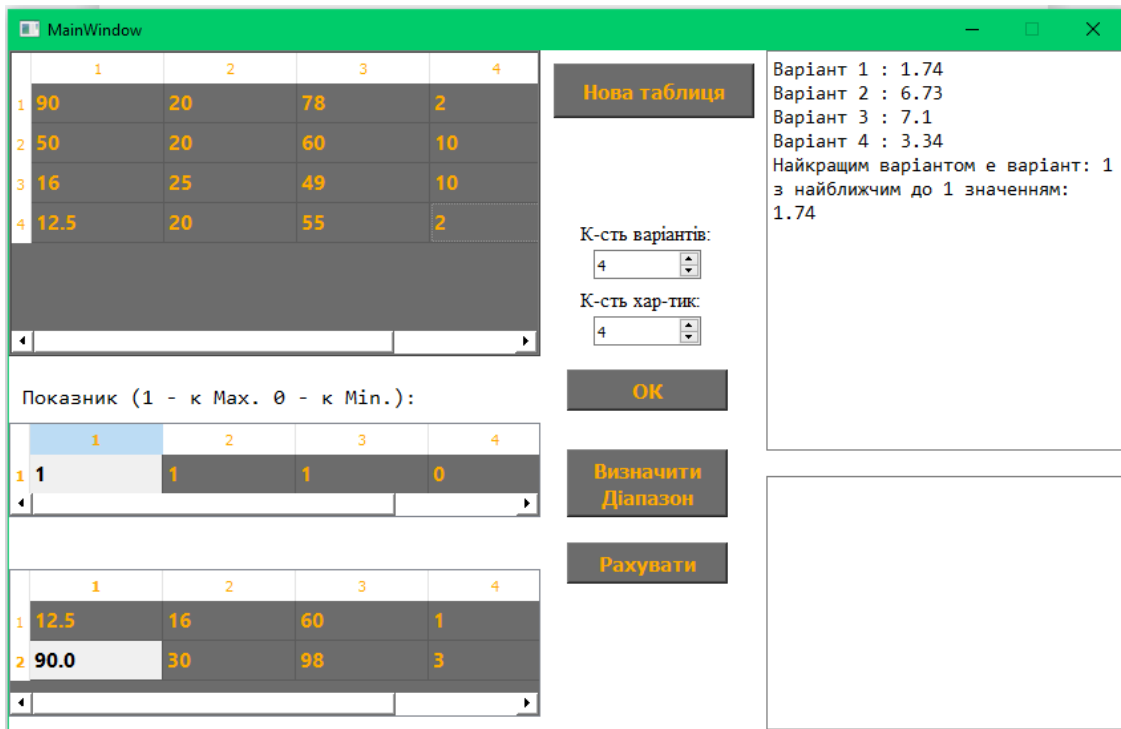 MainWindow
1 2 3 4
1 90 20 78 2
2 50 20 60 10
3 16 25 49 10
4 12.5 20 55 2
Показник (1 - к Max. 0 - к Min.):
1 2 3 4
1 1 1 1 0
1 2 3 4
1 12.5 16 60 1
2 90.0 30 98 3
Нова таблиця
К-сть варіантів:
4
К-сть хар-тик:
4
OK
Визначити
Діапазон
Рахувати
Варіант 1 : 1.74
Варіант 2 : 6.73
Варіант 3 : 7.1
Варіант 4 : 3.34
Найкращим варіантом е варіант: 1
з найближчим до 1 значенням:
1.74